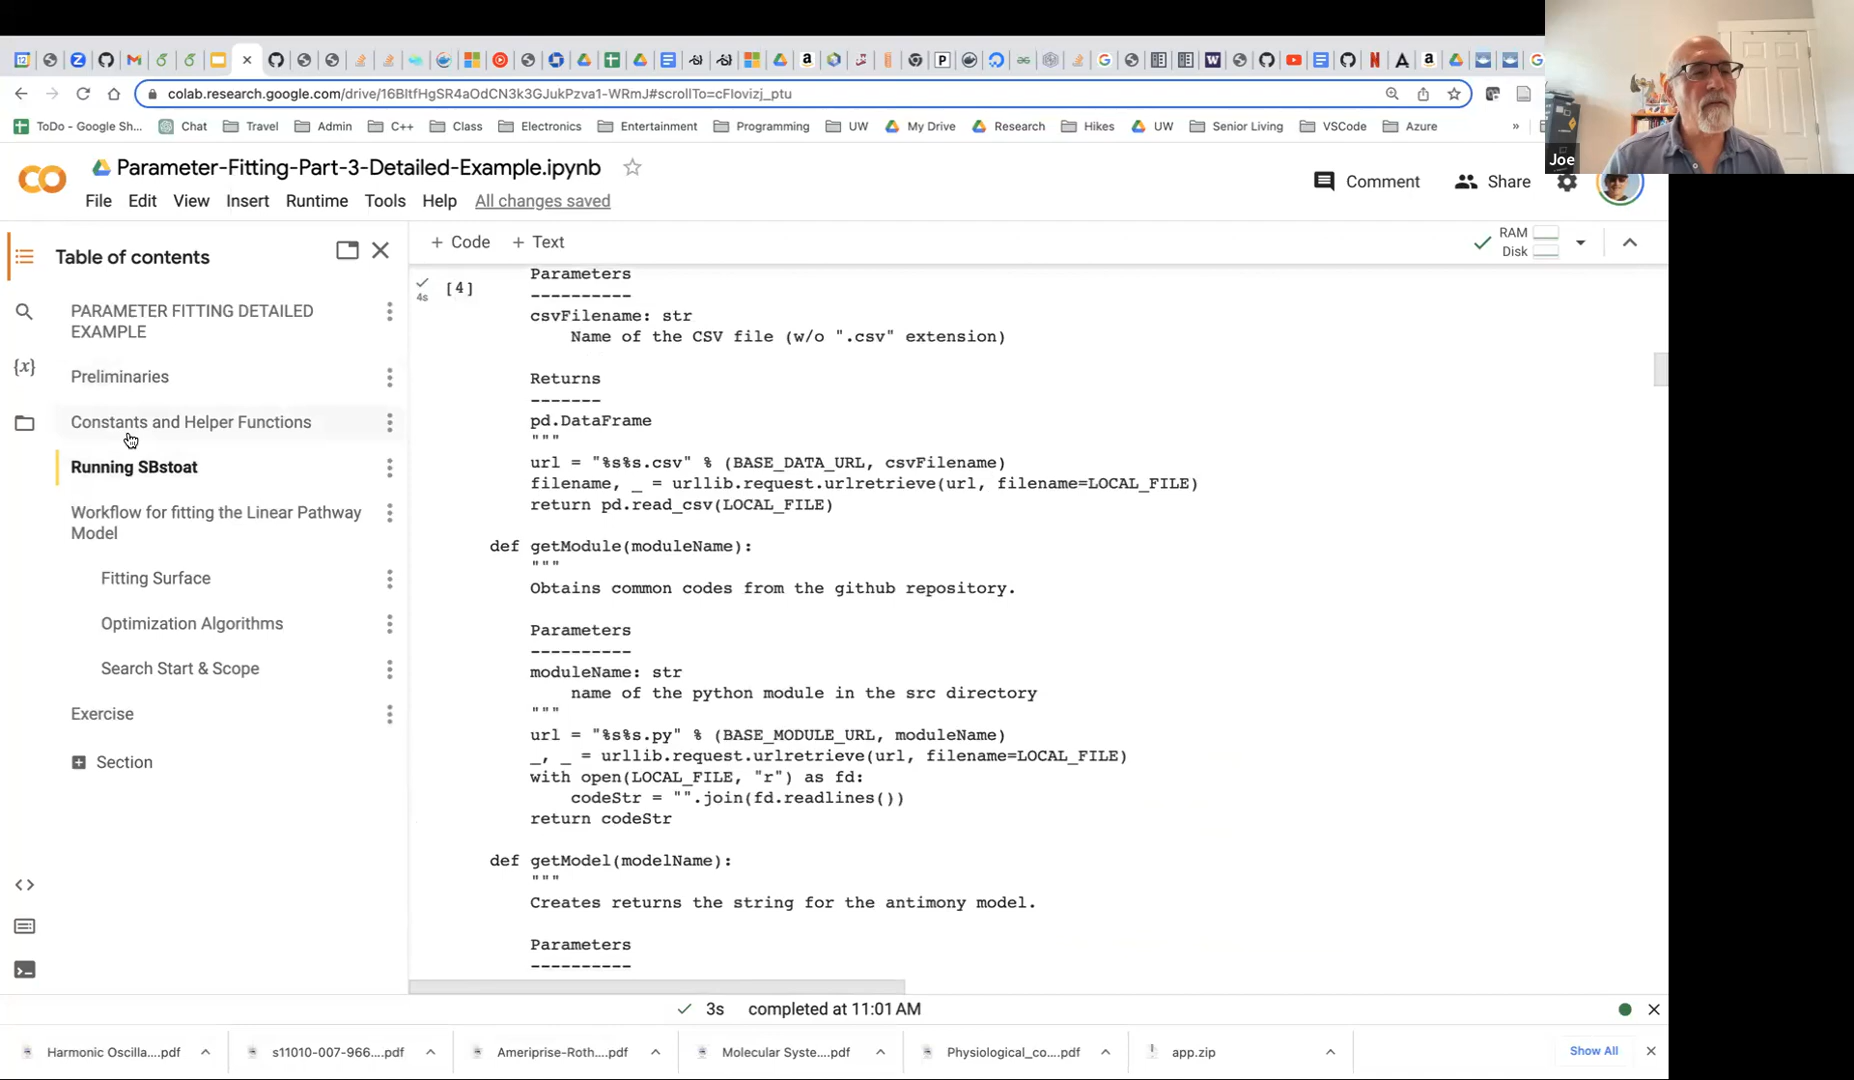 colab.research.google.com/drive/16BltfHgSR4aOdCN3k3GJukPzva1-WRmJ#scrollTo=cFIovizj_ptu
ToDo - Google Sh...
Chat
Travel
Admin
C++
Class
Electronics
Entertainment
Programming
UW
My Drive
Research
Hikes
UW
Senior Living
VSCode
Azure
»
Joe
Parameter-Fitting-Part-3-Detailed-Example.ipynb
File Edit View Insert Runtime Tools Help All changes saved
Comment
Share
Table of contents
PARAMETER FITTING DETAILED
EXAMPLE
Preliminaries
Constants and Helper Functions
Running SBstoat
Workflow for fitting the Linear Pathway
Model
Fitting Surface
Optimization Algorithms
Search Start & Scope
Exercise
Section
+ Code + Text
RAM
Disk
[4]
4s
Parameters
----------
csvFilename: str
Name of the CSV file (w/o ".csv" extension)
Returns
-------
pd.DataFrame
"""
url = "%s%s.csv" % (BASE_DATA_URL, csvFilename)
filename, _ = urllib.request.urlretrieve(url, filename=LOCAL_FILE)
return pd.read_csv(LOCAL_FILE)
def getModule(moduleName):
"""
Obtains common codes from the github repository.
Parameters
----------
moduleName: str
name of the python module in the src directory
"""
url = "%s%s.py" % (BASE_MODULE_URL, moduleName)
_, _ = urllib.request.urlretrieve(url, filename=LOCAL_FILE)
with open(LOCAL_FILE, "r") as fd:
codeStr = "".join(fd.readlines())
return codeStr
def getModel(modelName):
"""
Creates returns the string for the antimony model.
Parameters
----------
3s completed at 11:01 AM
Harmonic Oscilla....pdf
s11010-007-966....pdf
Ameriprise-Roth....pdf
Molecular Syste....pdf
Physiological_co....pdf
app.zip
Show All